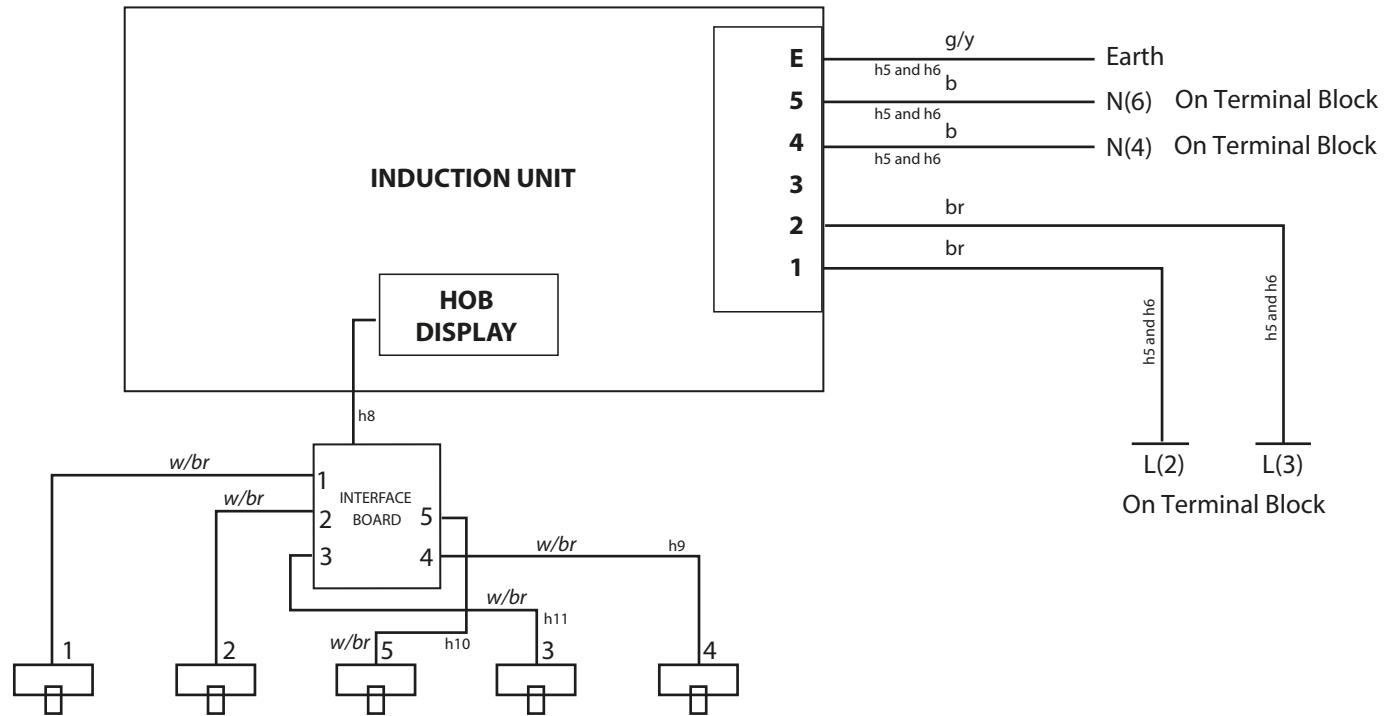 g/y
E
h5 and h6
Earth
b
5
h5 and h6
N(6) On Terminal Block
b
4
h5 and h6
N(4) On Terminal Block
INDUCTION UNIT
3
br
2
br
1
h5 and h6
h5 and h6
HOB
DISPLAY
h8
L(2)
L(3)
On Terminal Block
w/br
1
INTERFACE
BOARD
w/br
2
5
3
4
w/br
h9
w/br
h11
w/br
h10
1
2
5
3
4